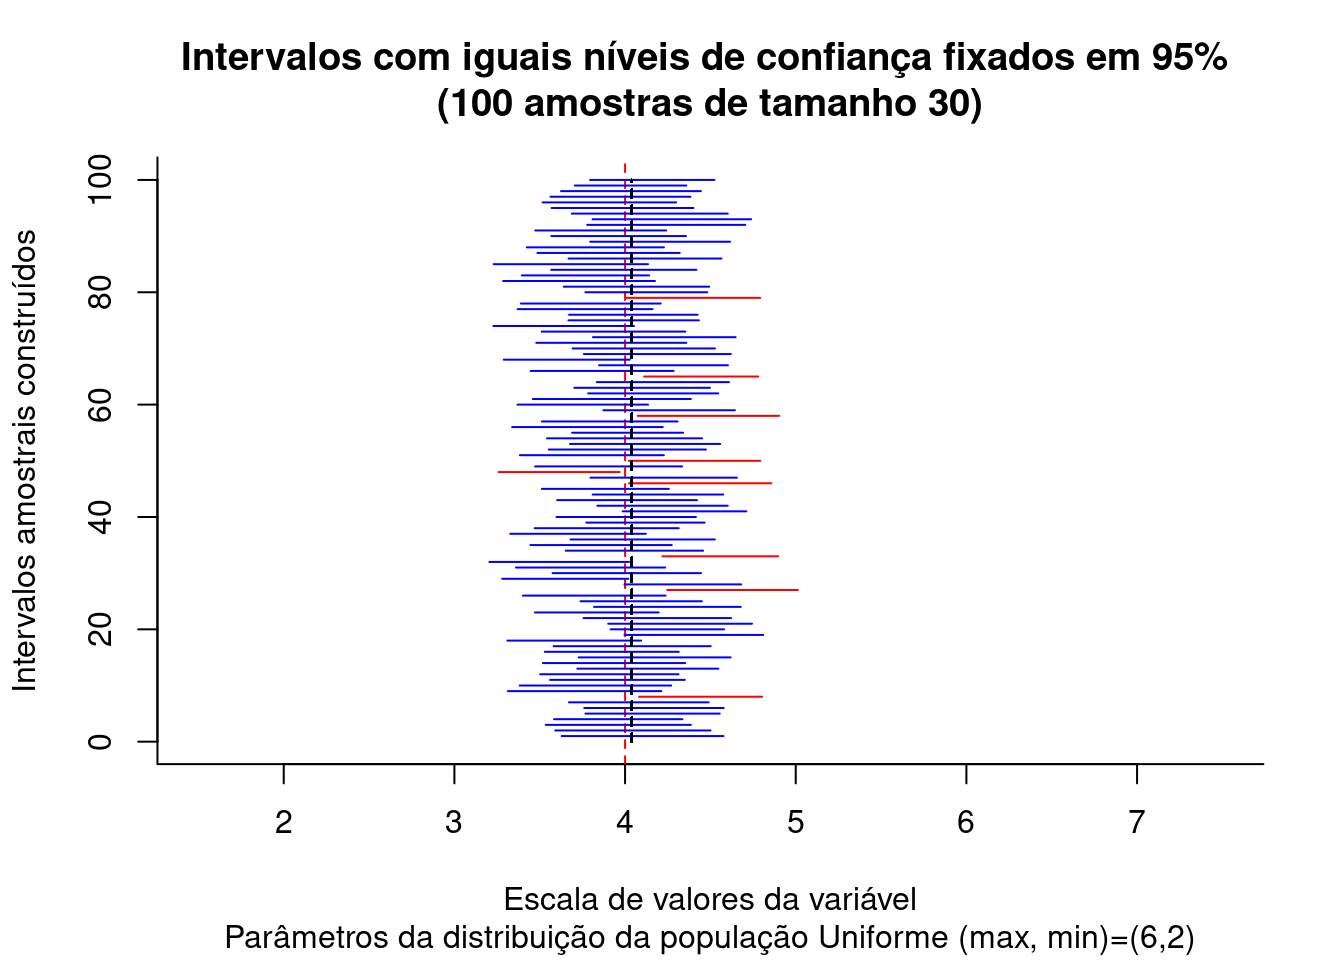 Intervalos com iguais níveis de confiança fixados em 95%
(100 amostras de tamanho 30)
Intervalos amostrais construídos
100
80
60
40
20
0
2 3 4 5 6 7
Escala de valores da variável
Parâmetros da distribuição da população Uniforme (max, min)=(6,2)